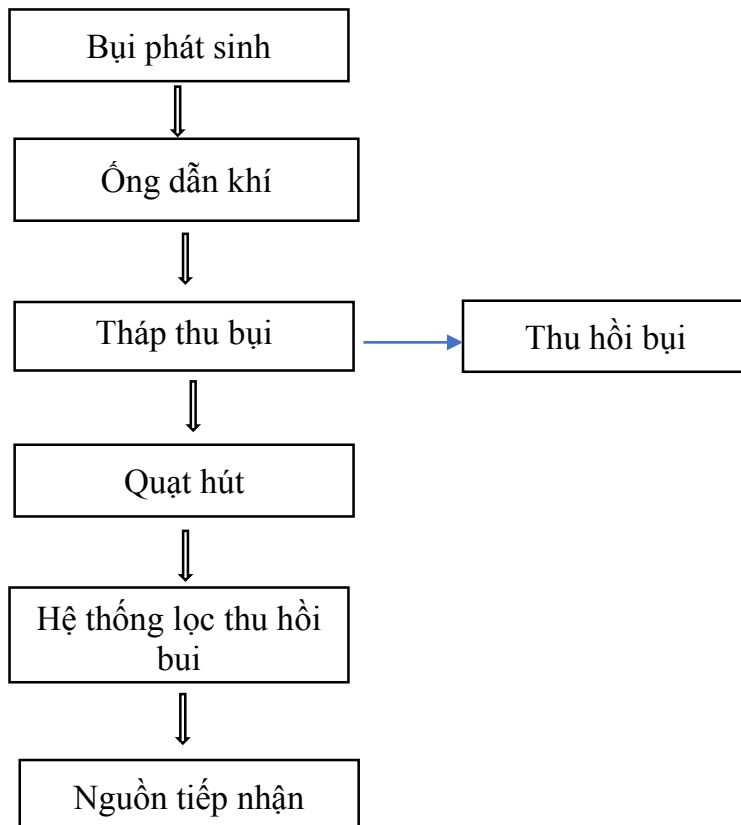 Bụi phát sinh
Ống dẫn khí
Tháp thu bụi
Thu hồi bụi
Quạt hút
Hệ thống lọc thu hồi
bui
Nguồn tiếp nhận